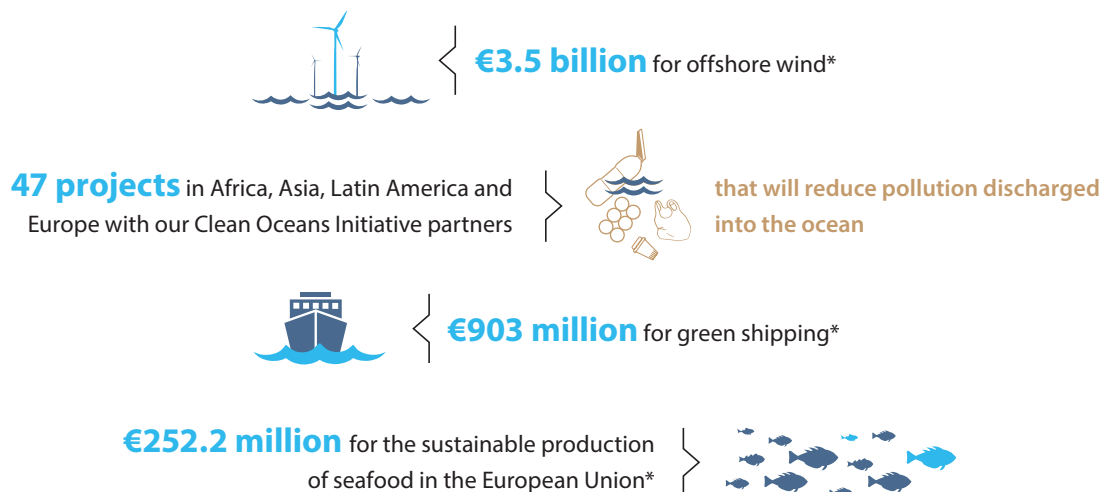 €3.5 billion for offshore wind*
47 projects in Africa, Asia, Latin America and
Europe with our Clean Oceans Initiative partners
that will reduce pollution discharged
into the ocean
€903 million for green shipping*
€252.2 million for the sustainable production
of seafood in the European Union*